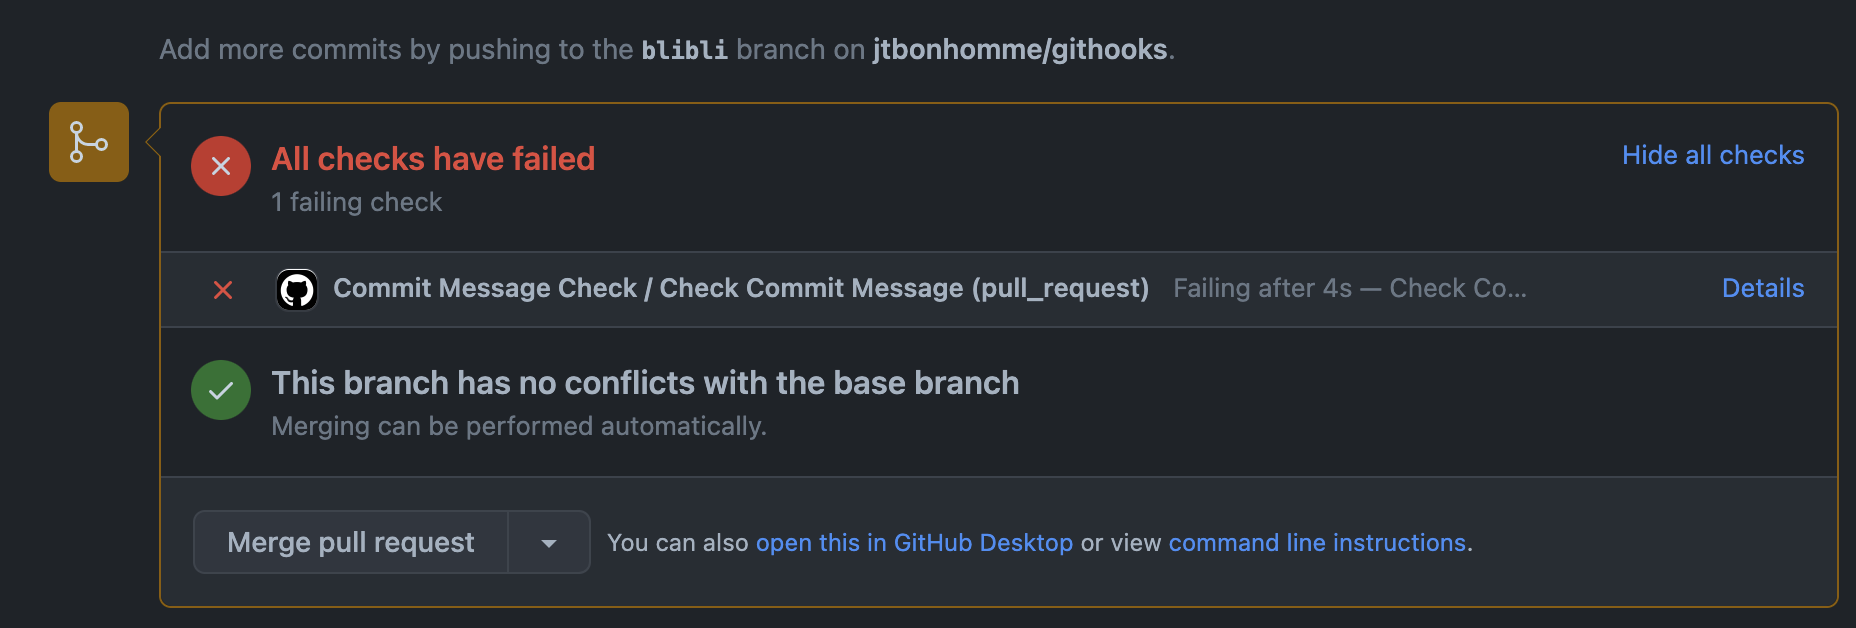 Add more commits by pushing to the blibli branch on jtbonhomme/githooks.
All checks have failed
Hide all checks
1 failing check
Commit Message Check / Check Commit Message (pull_request) Failing after 4s — Check Co...
Details
This branch has no conflicts with the base branch
Merging can be performed automatically.
Merge pull request
You can also open this in GitHub Desktop or view command line instructions.